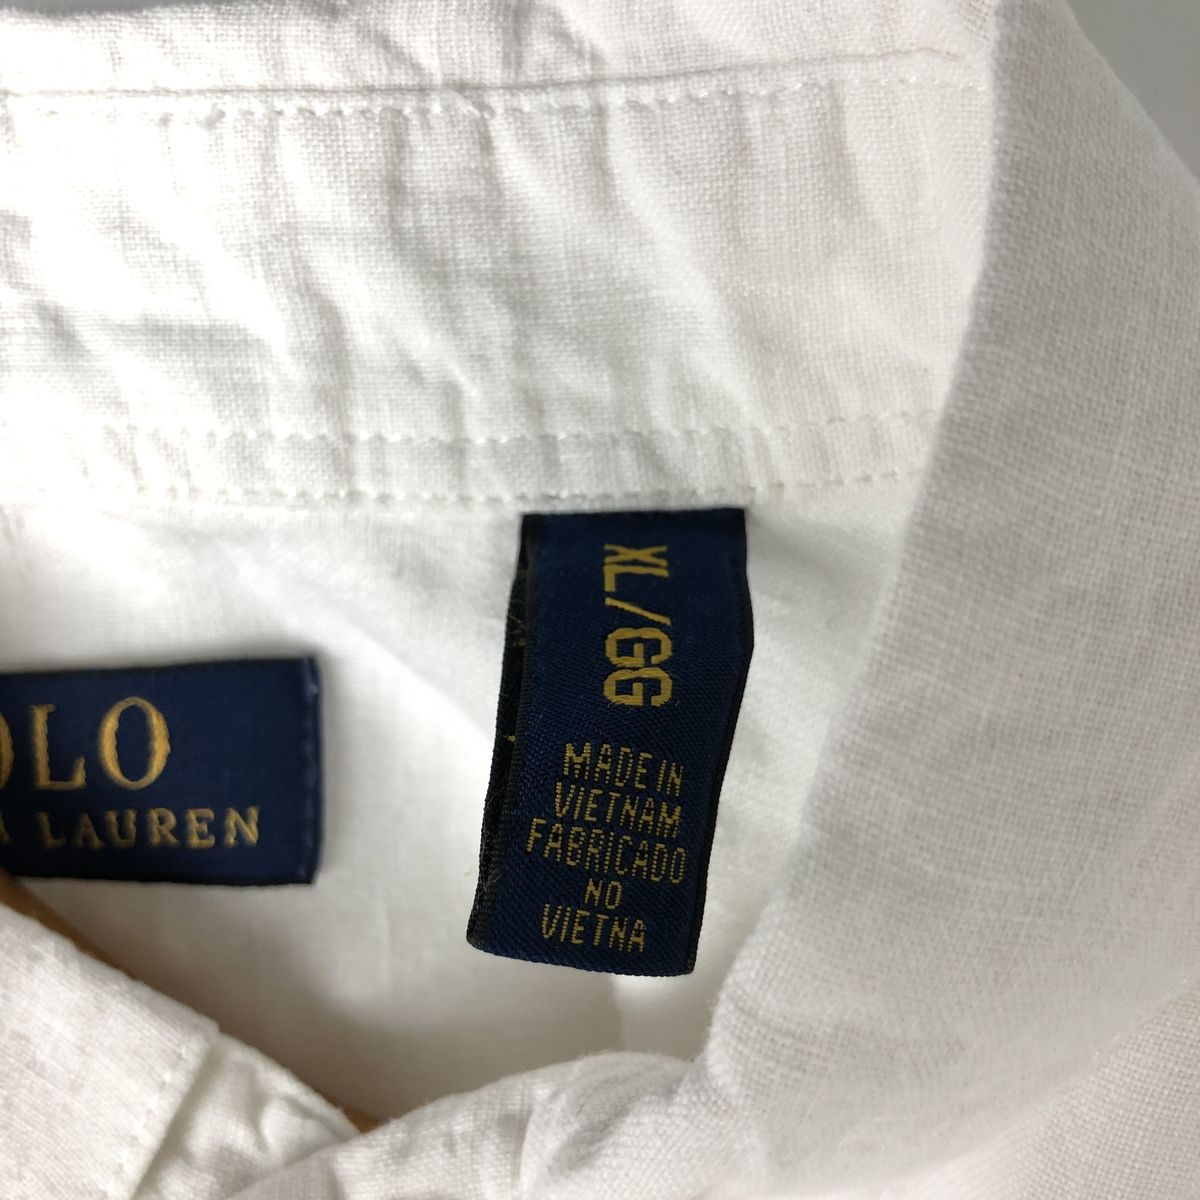 OLO
LAUREN
XL/GG
MADE IN
VIETNAM
FABRICADO
NO
VIETNA